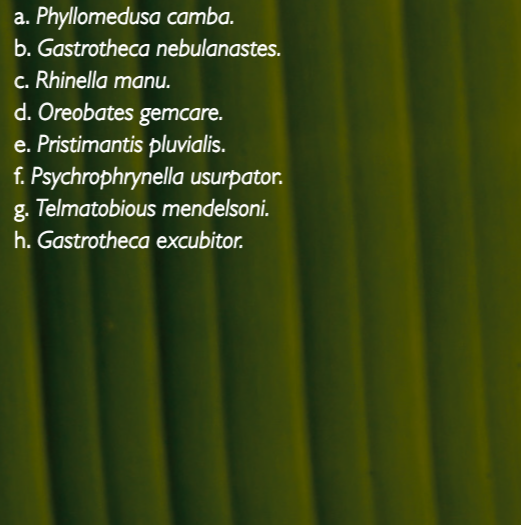 a. Phyllomedusa camba.
b. Gastrotheca nebulanastes.
c. Rhinella manu.
d. Oreobates gemcare.
e. Pristimantis pluvialis.
f. Psychrophrynella usurpator.
g. Telmatobious mendelsoni.
h. Gastrotheca excubitor.